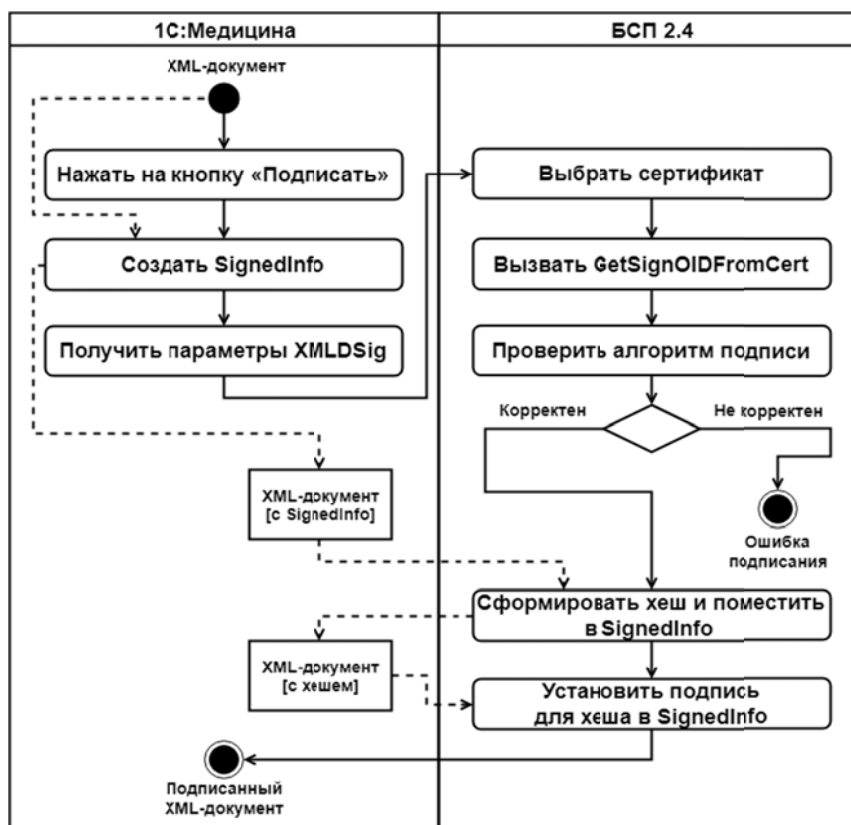 1С:Медицина
БСП 2.4
XML-документ
Нажать на кнопку «Подписать»
Выбрать сертификат
Создать SignedInfo
Вызвать GetSignOIDFromCert
Получить параметры XMLDSig
Проверить алгоритм подписи
Корректен
Не корректен
XML-документ
[с SignedInfo]
Ошибка
подписания
Сформировать хеш и поместить
в SignedInfo
XML-документ
[с хешем]
Установить подпись
для хеша в SignedInfo
Подписанный
XML-документ